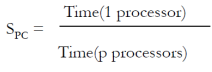 S_PC = Time(1 processor)
Time(p processors)